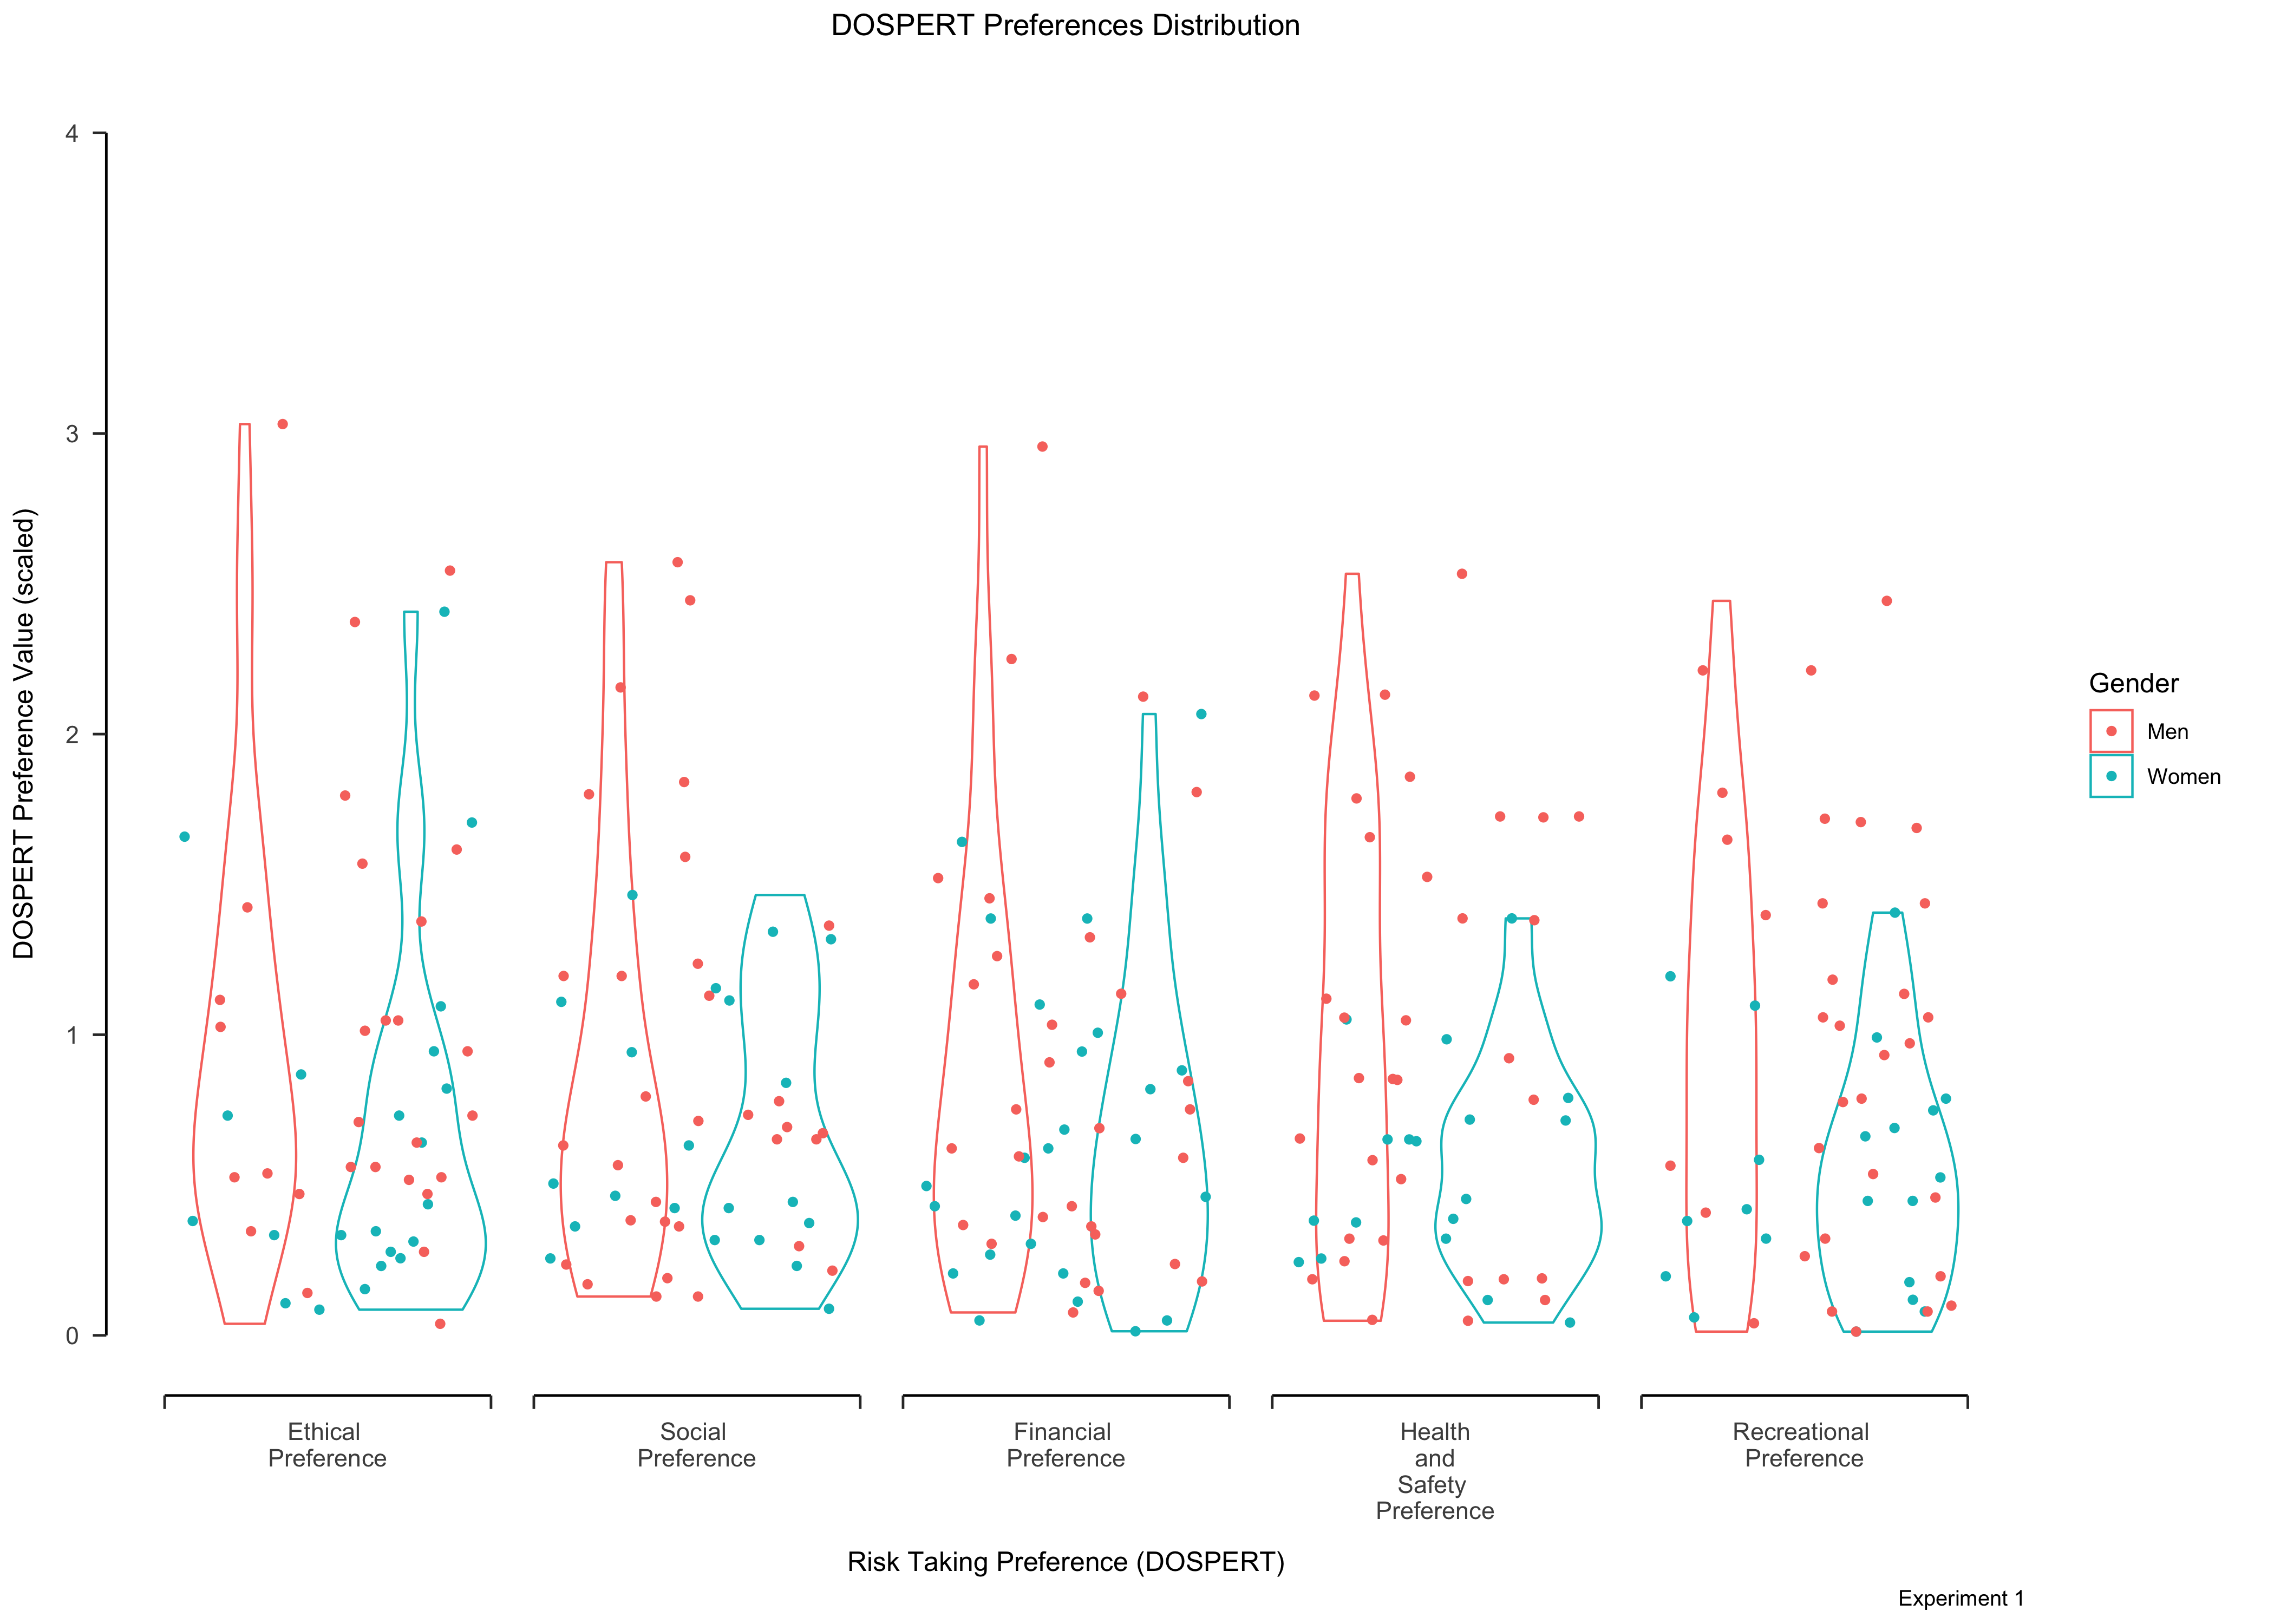 DOSPERT Preferences Distribution
4
3
2
1
0
DOSPERT Preference Value (scaled)
Ethical
Preference
Social
Preference
Financial
Preference
Health
and
Safety
Preference
Recreational
Preference
Risk Taking Preference (DOSPERT)
Gender
Men
Women
Experiment 1